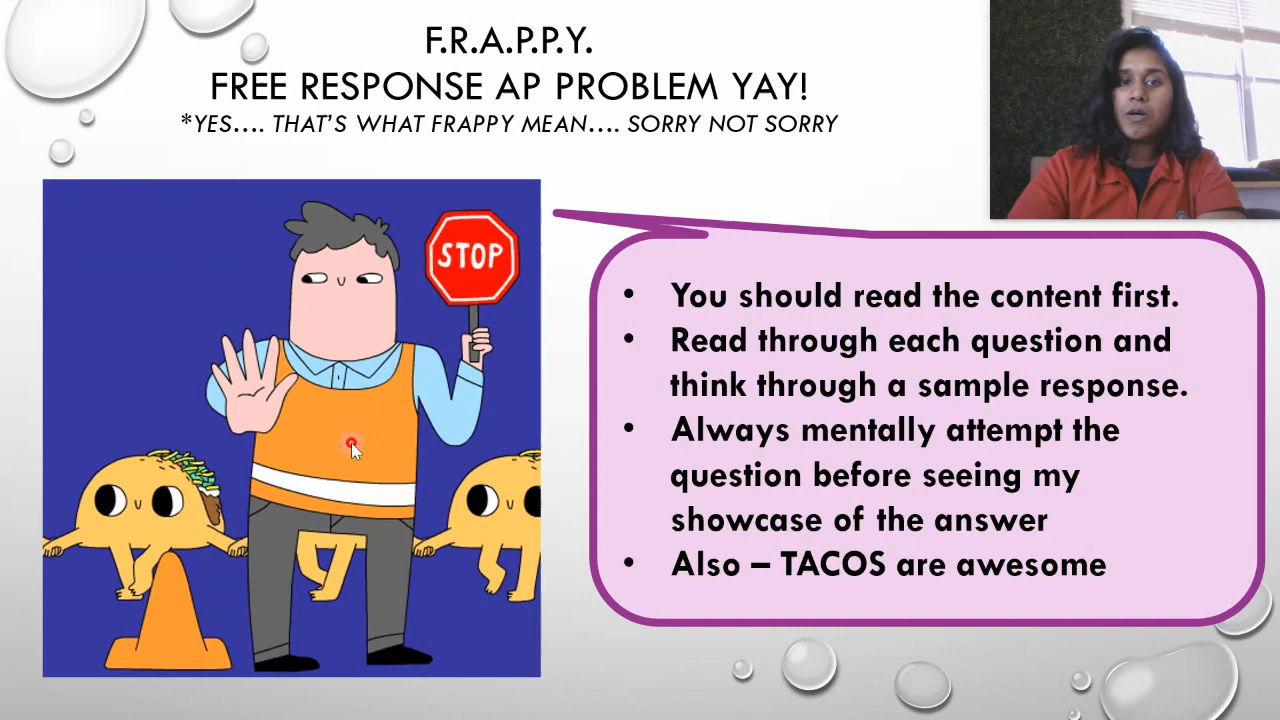 F.R.A.P.P.Y.
FREE RESPONSE AP PROBLEM YAY!
*YES…. THAT'S WHAT FRAPPY MEAN…. SORRY NOT SORRY
STOP
• You should read the content first.
• Read through each question and
think through a sample response.
• Always mentally attempt the
question before seeing my
showcase of the answer
• Also – TACOS are awesome